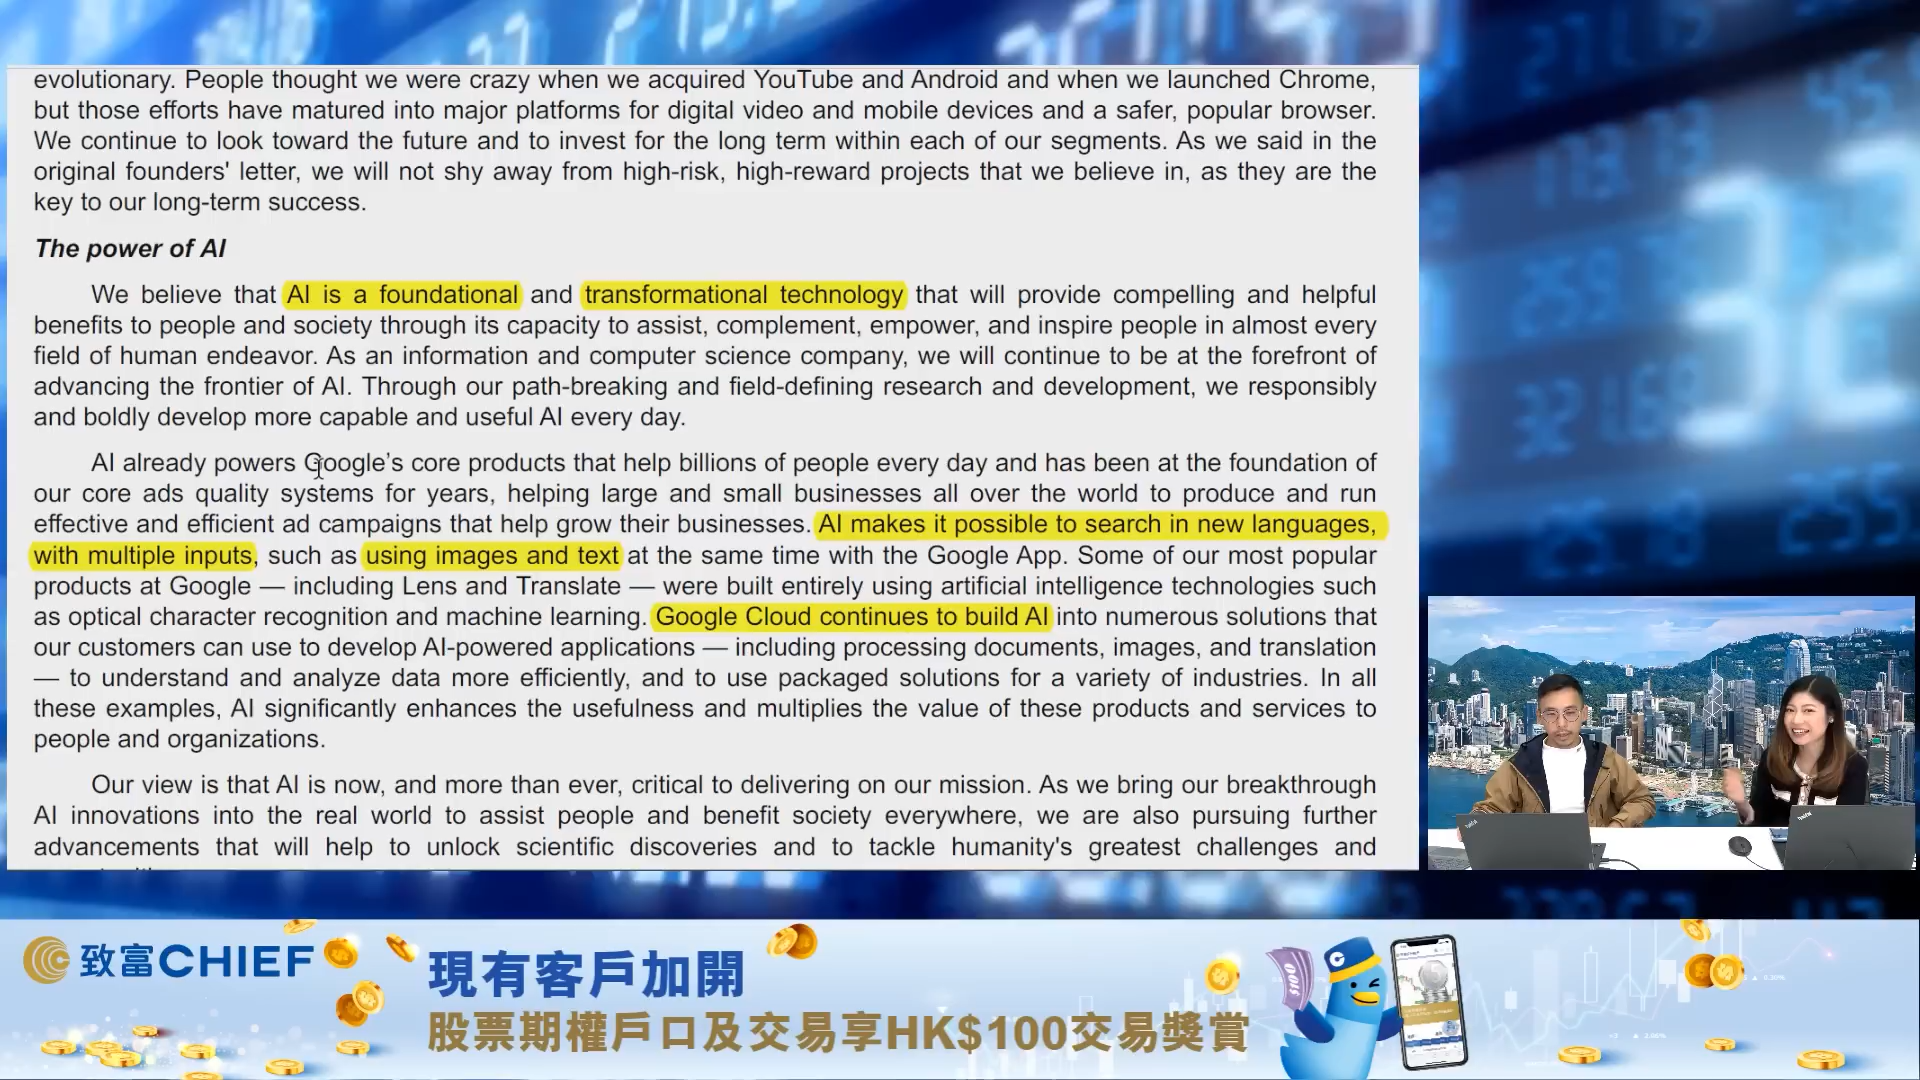 evolutionary. People thought we were crazy when we acquired YouTube and Android and when we launched Chrome,
but those efforts have matured into major platforms for digital video and mobile devices and a safer, popular browser.
We continue to look toward the future and to invest for the long term within each of our segments. As we said in the
original founders' letter, we will not shy away from high-risk, high-reward projects that we believe in, as they are the
key to our long-term success.
The power of AI
We believe that AI is a foundational and transformational technology that will provide compelling and helpful
benefits to people and society through its capacity to assist, complement, empower, and inspire people in almost every
field of human endeavor. As an information and computer science company, we will continue to be at the forefront of
advancing the frontier of AI. Through our path-breaking and field-defining research and development, we responsibly
and boldly develop more capable and useful AI every day.
AI already powers Google’s core products that help billions of people every day and has been at the foundation of
our core ads quality systems for years, helping large and small businesses all over the world to produce and run
effective and efficient ad campaigns that help grow their businesses. AI makes it possible to search in new languages,
with multiple inputs, such as using images and text at the same time with the Google App. Some of our most popular
products at Google — including Lens and Translate — were built entirely using artificial intelligence technologies such
as optical character recognition and machine learning. Google Cloud continues to build AI into numerous solutions that
our customers can use to develop AI-powered applications — including processing documents, images, and translation
— to understand and analyze data more efficiently, and to use packaged solutions for a variety of industries. In all
these examples, AI significantly enhances the usefulness and multiplies the value of these products and services to
people and organizations.
Our view is that AI is now, and more than ever, critical to delivering on our mission. As we bring our breakthrough
AI innovations into the real world to assist people and benefit society everywhere, we are also pursuing further
advancements that will help to unlock scientific discoveries and to tackle humanity's greatest challenges and
致富CHIEF
現有客戶加開
股票期權戶口及交易享HK$100交易獎賞
$100